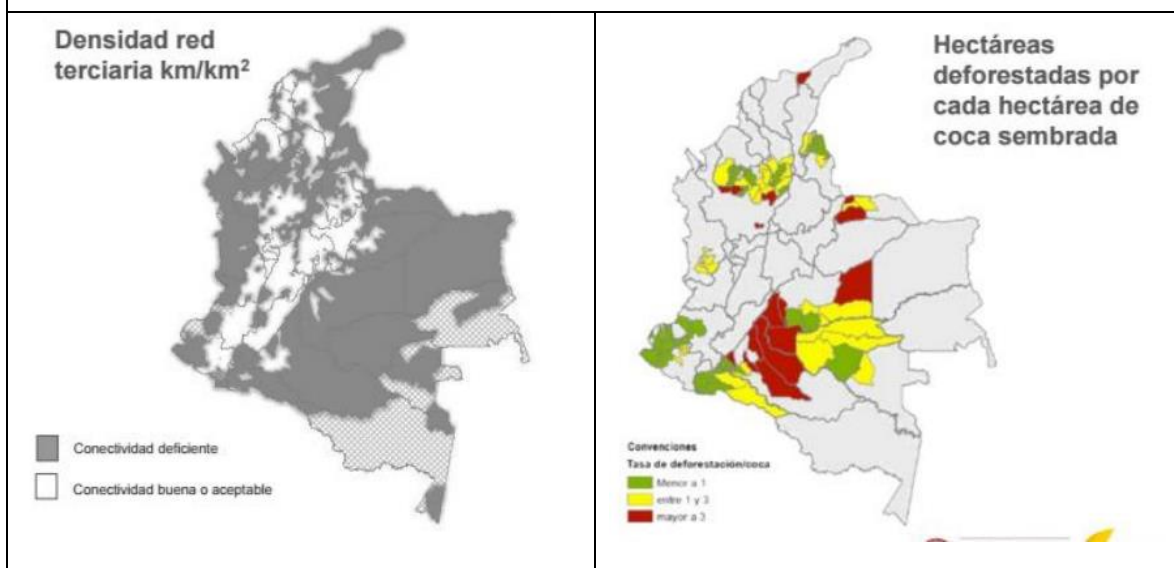 Densidad red
terciaria km/km²
Conectividad deficiente
Conectividad buena o aceptable
Hectáreas
deforestadas por
cada hectárea de
coca sembrada
Convenciones
Tasa de deforestación/coca
Menor a 1
entre 1 y 3
mayor a 3